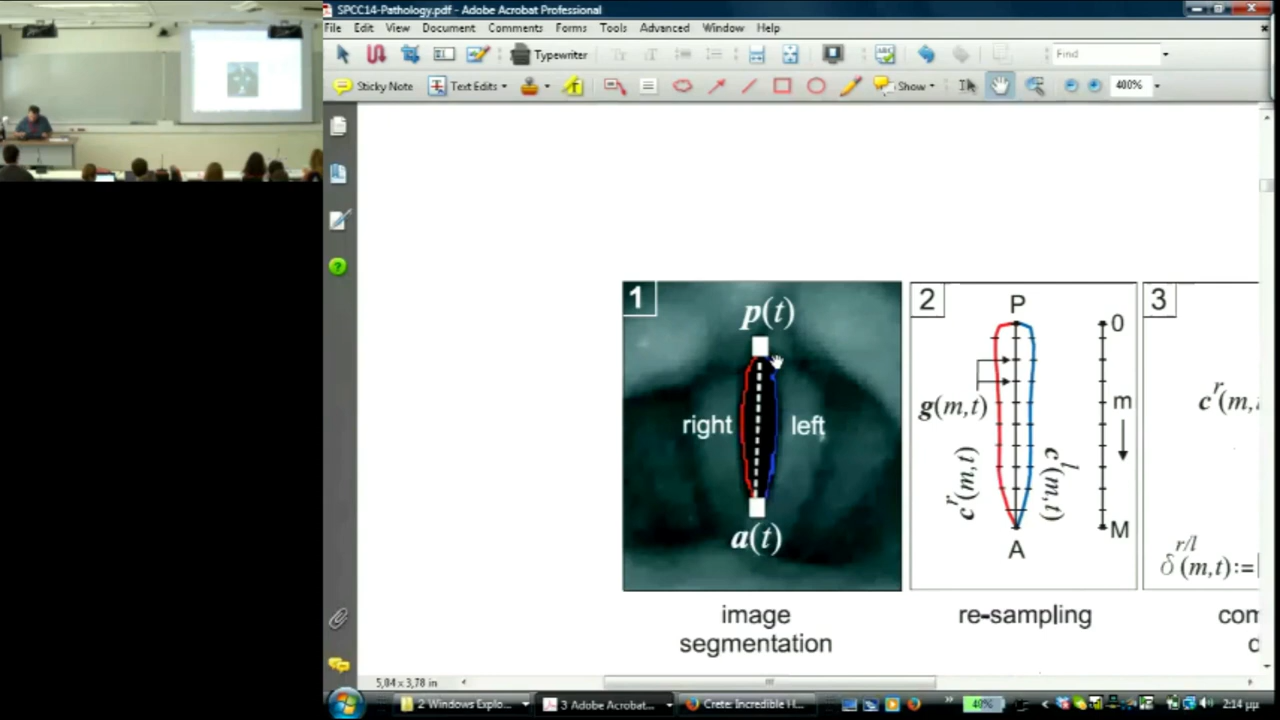 SPCC14-Pathology.pdf - Adobe Acrobat Professional
File Edit View Document Comments Forms Tools Advanced Window Help
Typewriter
Find
Sticky Note Text Edits Show 400%
1 2 3
p(t)
P 0
g(m,t)
right left
m
c^r(m,t) c^l(m,t)
c^r(m,
a(t)
A M
δ^r/l(m,t):=
image
segmentation
re-sampling
com
d
5,04 x 3,78 in
2 Windows Explo...
3 Adobe Acrobat...
Crete: Incredible H...
40%
2:14 μμ